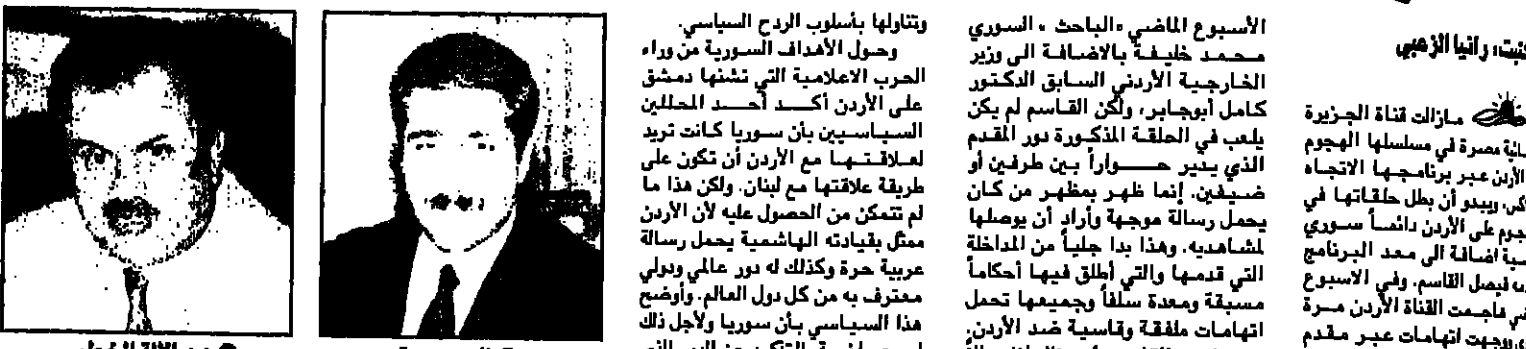 كتبت: رانيا الزعبي
مازالت قناة الجزيرة
مصرة في مسلسلها الهجوم
الأردن عبر برنامجها الاتجاه
ويبدو أن بطل حلقاتها في
على الأردن دائماً سوري
اضافة الى معد البرنامج
فيصل القاسم. وفي الاسبوع
هاجمت القناة الأردن مرة
اتهامات عبر مقدم
الأسبوع الماضي «الباحث» السوري
محمد خليفة بالاضافة الى وزير
الخارجية الأردني السابق الدكتور
كامل أبوجابر، ولكن القاسم لم يكن
يلعب في الحلقة المذكورة دور المقدم
الذي يدير حواراً بين طرفين أو
ضيفين. إنما ظهر بمظهر من كان
يحمل رسالة موجهة وأراد أن يوصلها
لمشاهديه. وهذا بدا جلياً من المداخلة
التي قدمها والتي أطلق فيها أحكاماً
مسبقة ومعدة سلفاً وجميعها تحمل
اتهامات ملفقة وقاسية ضد الأردن.
وتتناولها بأسلوب الردح السياسي.
وحول الأهداف السورية من وراء
الحرب الاعلامية التي تشنها دمشق
على الأردن أكد أحد المحللين
السياسيين بأن سوريا كانت تريد
لعلاقتها مع الأردن أن تكون على
طريقة علاقتها مع لبنان. ولكن هذا ما
لم تتمكن من الحصول عليه لأن الأردن
ممثل بقيادته الهاشمية يحمل رسالة
عربية حرة وكذلك له دور عالمي ودولي
معترف به من كل دول العالم. وأوضح
هذا السياسي بأن سوريا ولأجل ذلك